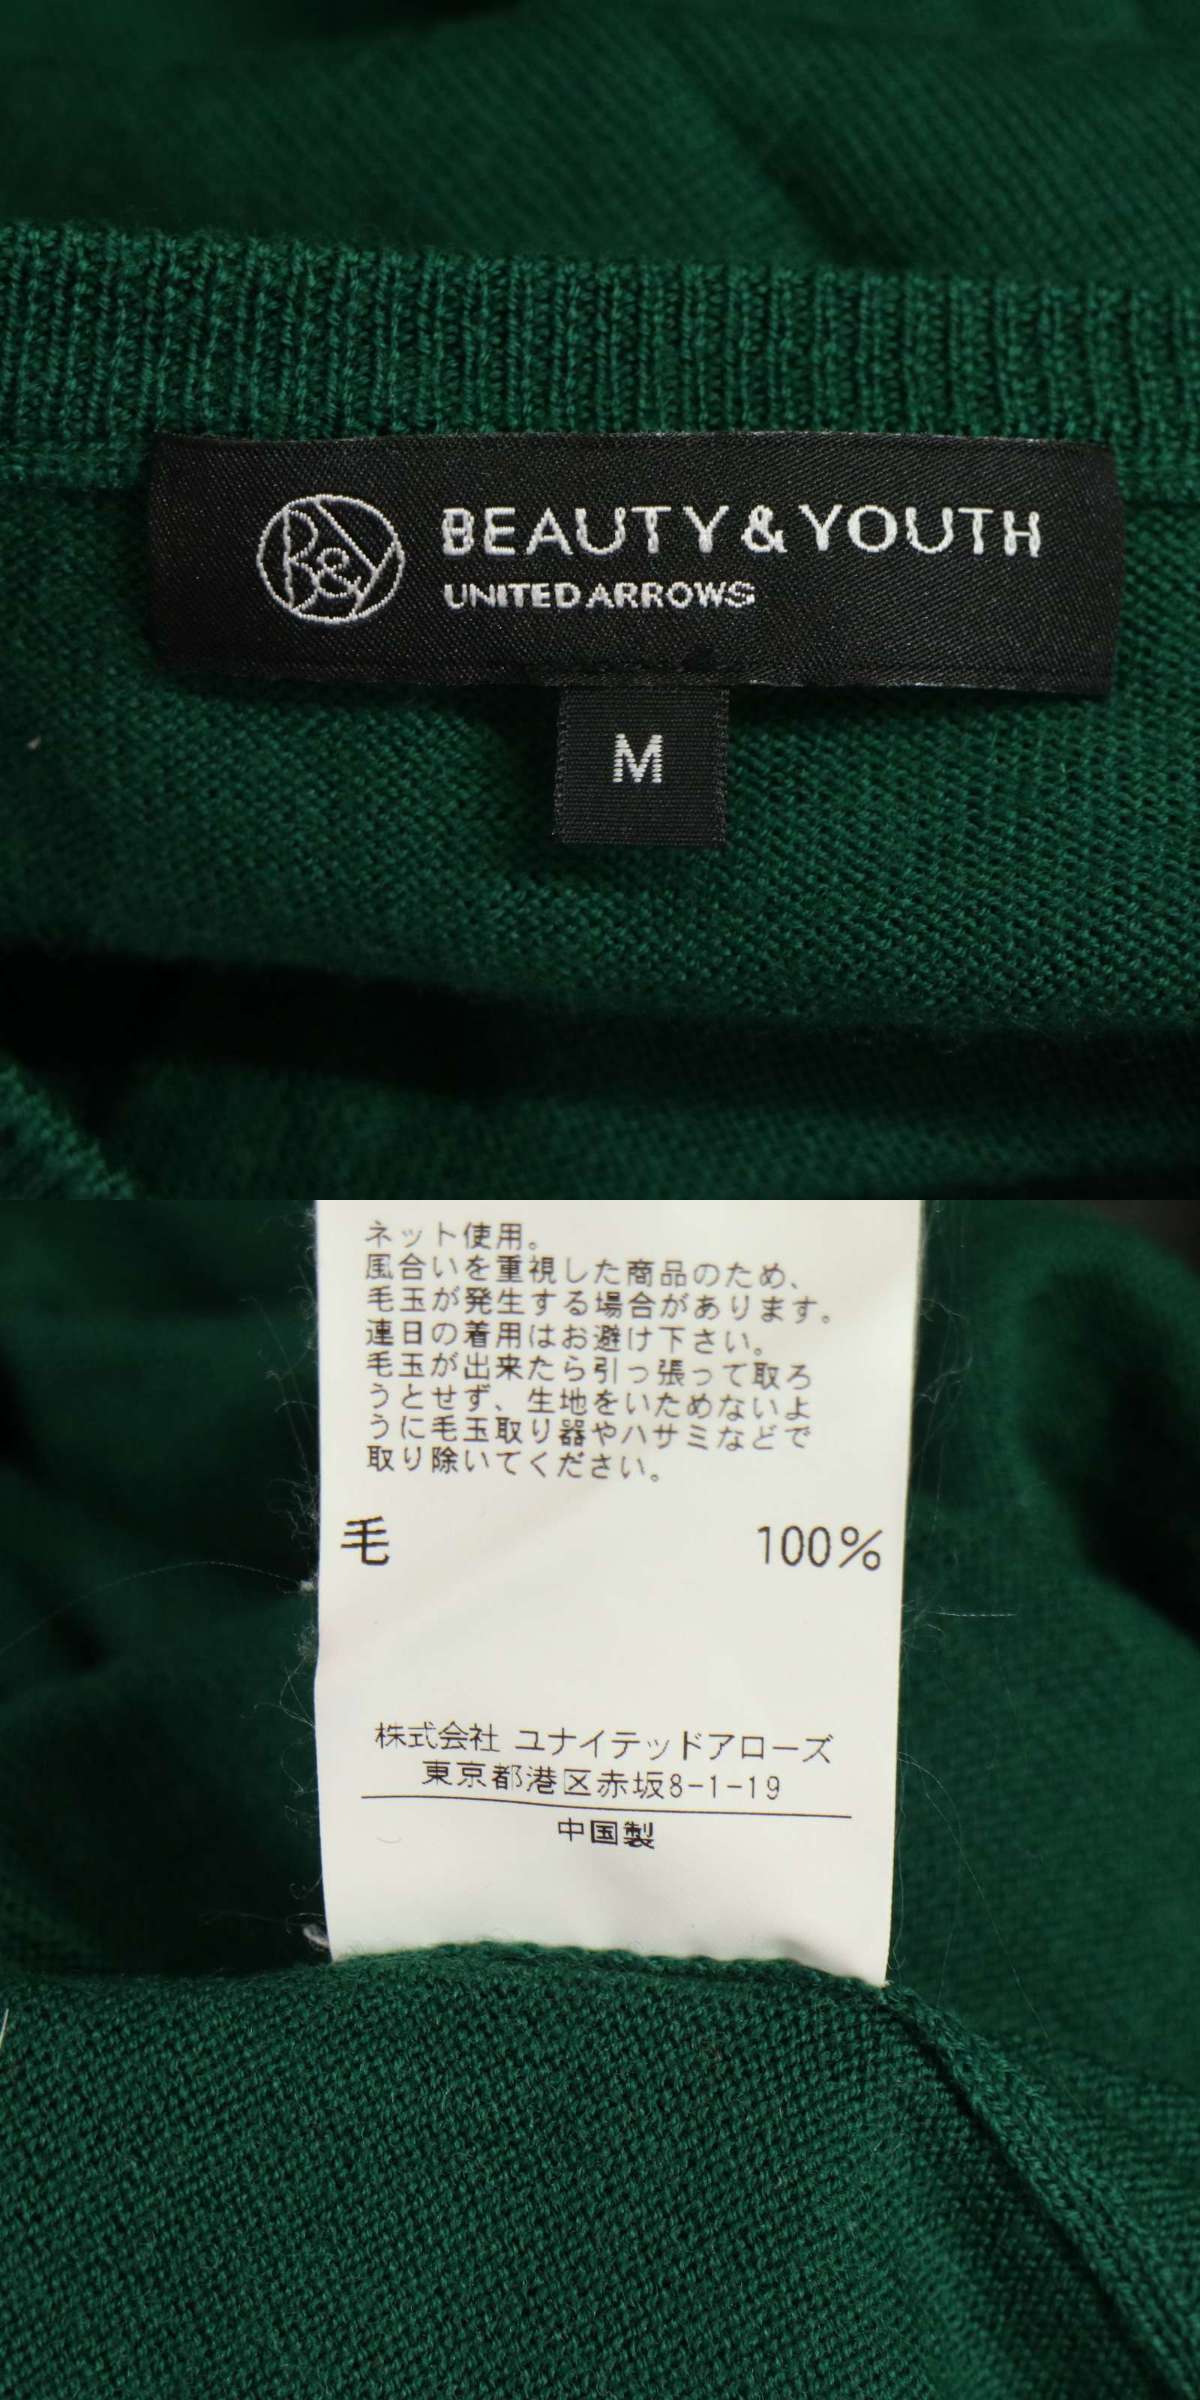 B&Y BEAUTY & YOUTH
UNITED ARROWS
M
ネット使用。
風合いを重視した商品のため、
毛玉が発生する場合があります。
連日の着用はお避け下さい。
毛玉が出来たら引っ張って取ろ
うとせず、生地をいためないよ
うに毛玉取り器やハサミなどで
取り除いてください。
毛 100%
株式会社 ユナイテッドアローズ
東京都港区赤坂8-1-19
中国製